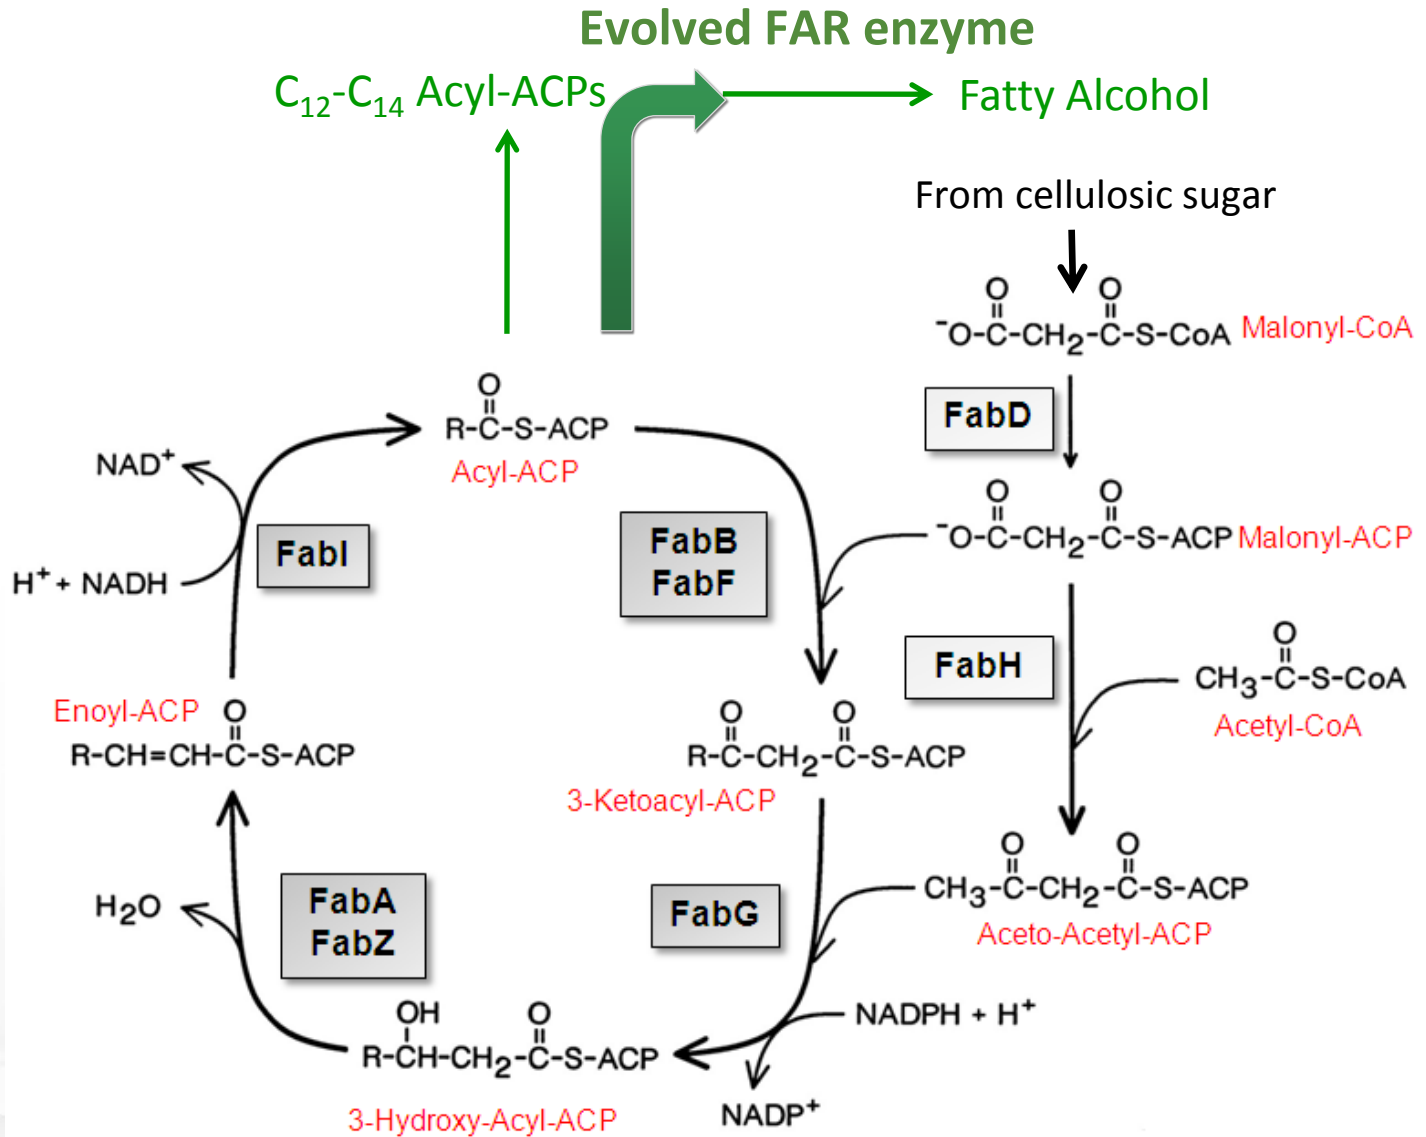 Evolved FAR enzyme
C₁₂-C₁₄ Acyl-ACPs
Fatty Alcohol
From cellulosic sugar
O O
⁻O-C-CH₂-C-S-CoA Malonyl-CoA
FabD
O
R-C-S-ACP
Acyl-ACP
NAD⁺
H⁺ + NADH
FabI
FabB
FabF
O O
⁻O-C-CH₂-C-S-ACP Malonyl-ACP
FabH
O
CH₃-C-S-CoA
Acetyl-CoA
Enoyl-ACP O
R-CH=CH-C-S-ACP
O O
R-C-CH₂-C-S-ACP
3-Ketoacyl-ACP
O O
CH₃-C-CH₂-C-S-ACP
Aceto-Acetyl-ACP
H₂O
FabA
FabZ
FabG
OH O
R-CH-CH₂-C-S-ACP
3-Hydroxy-Acyl-ACP
NADPH + H⁺
NADP⁺